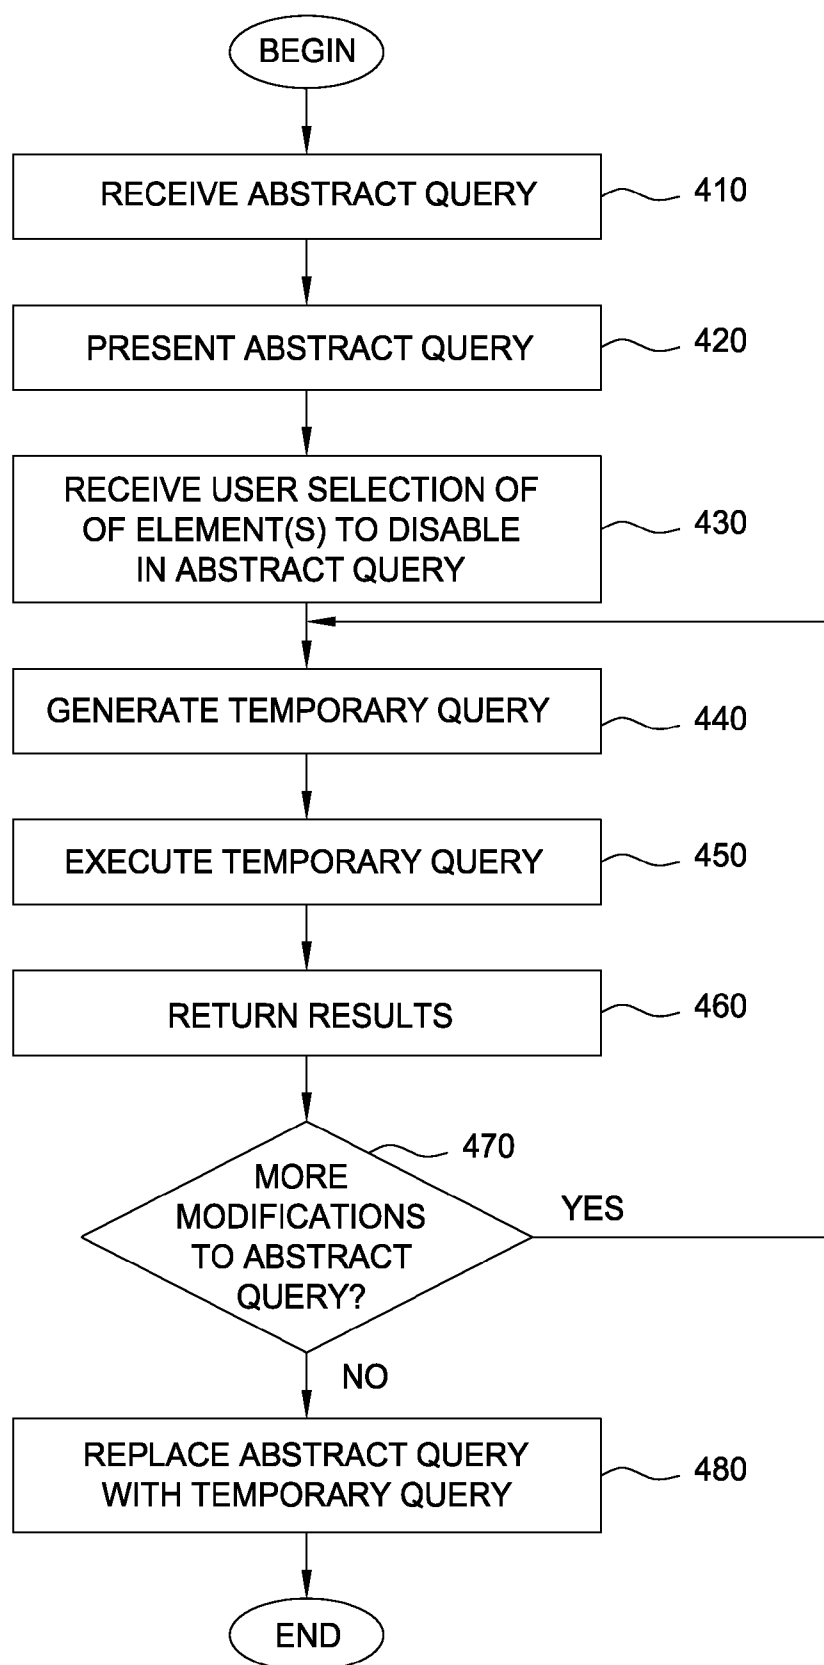 BEGIN
RECEIVE ABSTRACT QUERY
410
PRESENT ABSTRACT QUERY
420
RECEIVE USER SELECTION OF
OF ELEMENT(S) TO DISABLE
IN ABSTRACT QUERY
430
GENERATE TEMPORARY QUERY
440
EXECUTE TEMPORARY QUERY
450
RETURN RESULTS
460
470
MORE
MODIFICATIONS
TO ABSTRACT
QUERY?
YES
NO
REPLACE ABSTRACT QUERY
WITH TEMPORARY QUERY
480
END